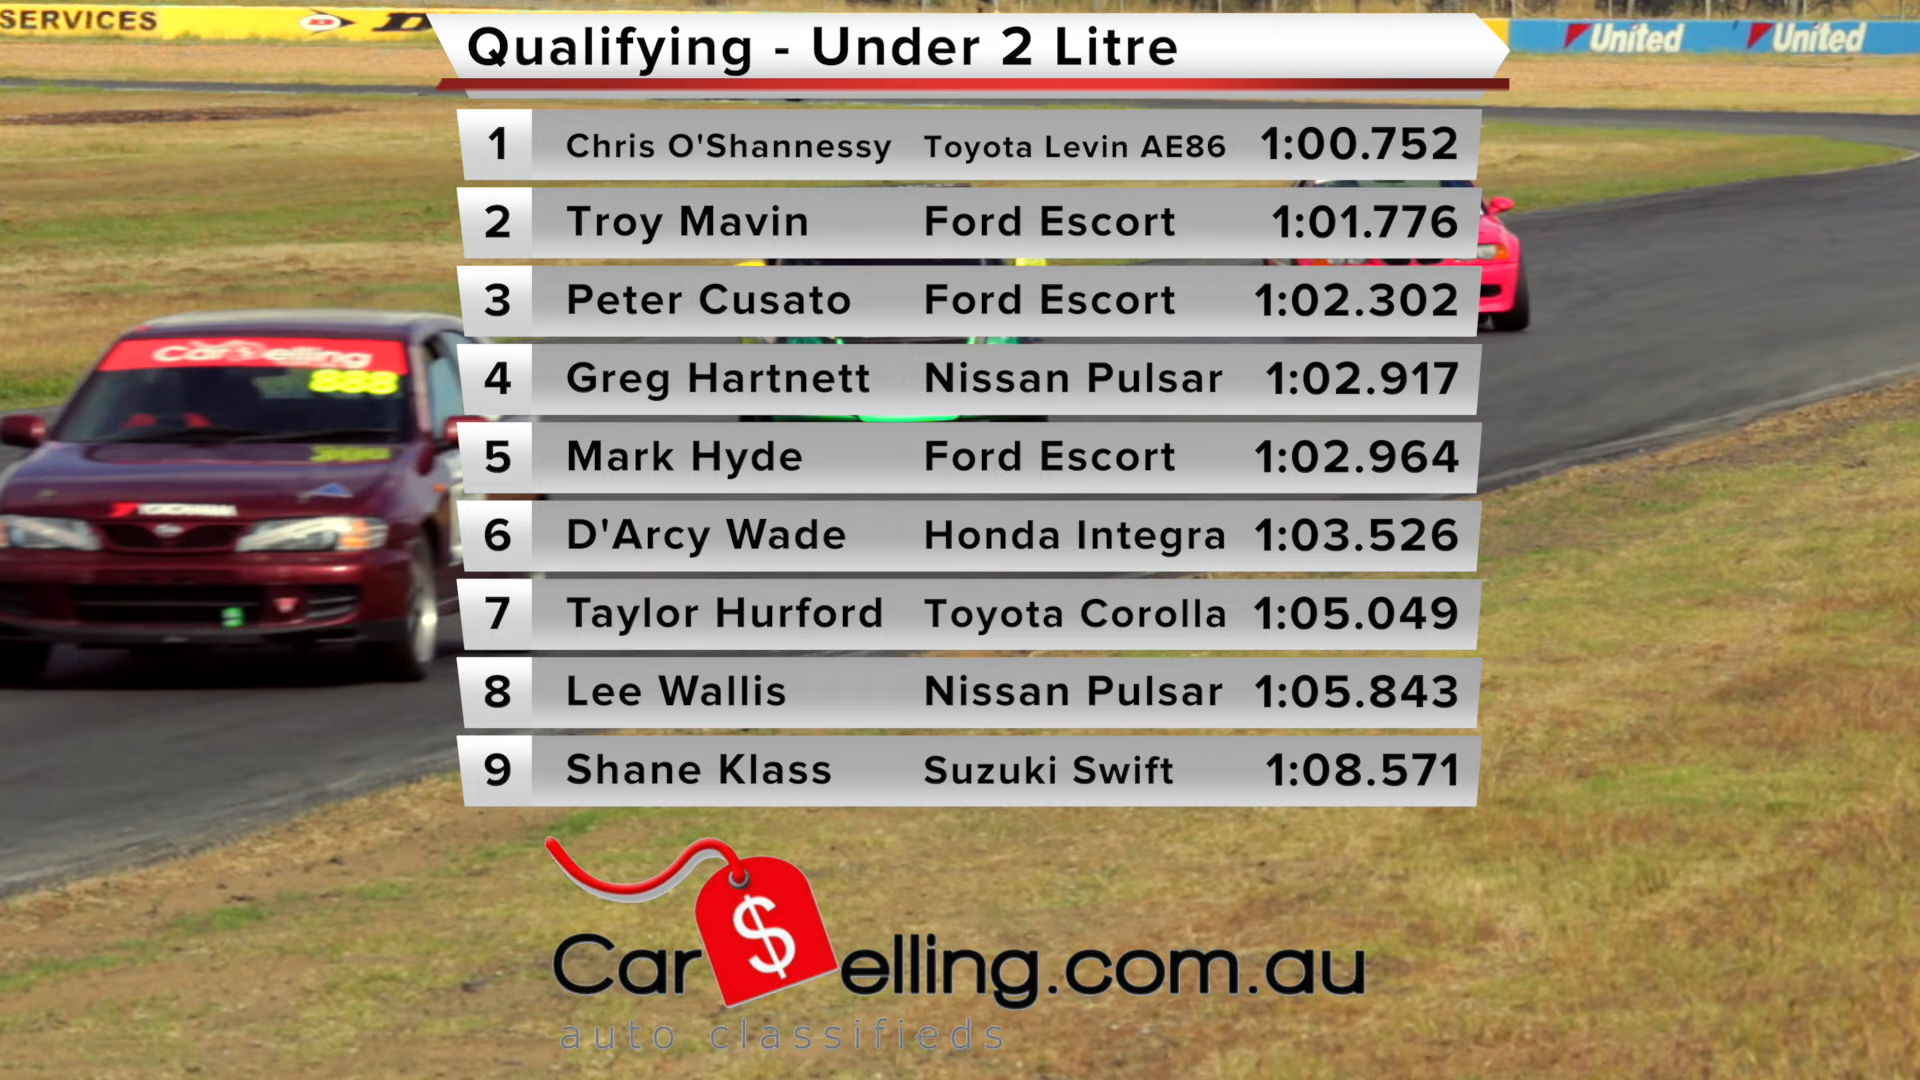 SERVICES
United United
Qualifying - Under 2 Litre
1 Chris O'Shannessy Toyota Levin AE86 1:00.752
2 Troy Mavin Ford Escort 1:01.776
3 Peter Cusato Ford Escort 1:02.302
4 Greg Hartnett Nissan Pulsar 1:02.917
5 Mark Hyde Ford Escort 1:02.964
6 D'Arcy Wade Honda Integra 1:03.526
7 Taylor Hurford Toyota Corolla 1:05.049
8 Lee Wallis Nissan Pulsar 1:05.843
9 Shane Klass Suzuki Swift 1:08.571
CarSelling
888
YOKOHAMA
Car$elling.com.au
auto classifieds